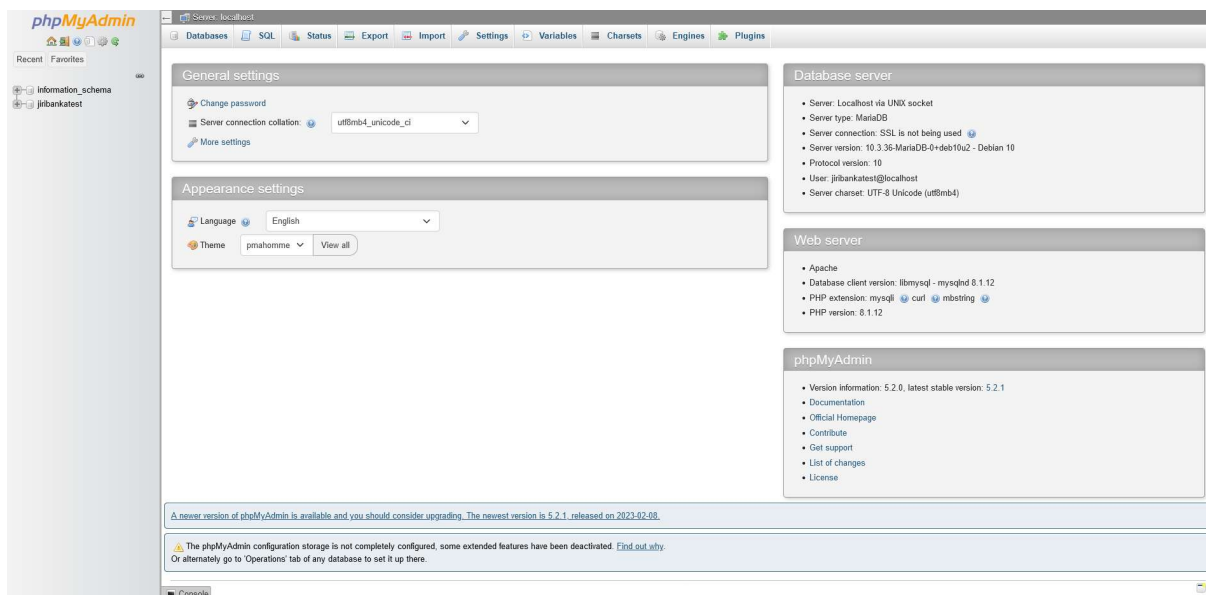 phpMyAdmin
Recent Favorites
information_schema
jiribankatest
Server: localhost
Databases SQL Status Export Import Settings Variables Charsets Engines Plugins
General settings
Change password
Server connection collation: utf8mb4_unicode_ci
More settings
Appearance settings
Language English
Theme pmahomme View all
Database server
• Server: Localhost via UNIX socket
• Server type: MariaDB
• Server connection: SSL is not being used
• Server version: 10.3.36-MariaDB-0+deb10u2 - Debian 10
• Protocol version: 10
• User: jiribankatest@localhost
• Server charset: UTF-8 Unicode (utf8mb4)
Web server
• Apache
• Database client version: libmysql - mysqlnd 8.1.12
• PHP extension: mysqli curl mbstring
• PHP version: 8.1.12
phpMyAdmin
• Version information: 5.2.0, latest stable version: 5.2.1
• Documentation
• Official Homepage
• Contribute
• Get support
• List of changes
• License
A newer version of phpMyAdmin is available and you should consider upgrading. The newest version is 5.2.1, released on 2023-02-08.
The phpMyAdmin configuration storage is not completely configured, some extended features have been deactivated. Find out why.
Or alternately go to 'Operations' tab of any database to set it up there.
Console